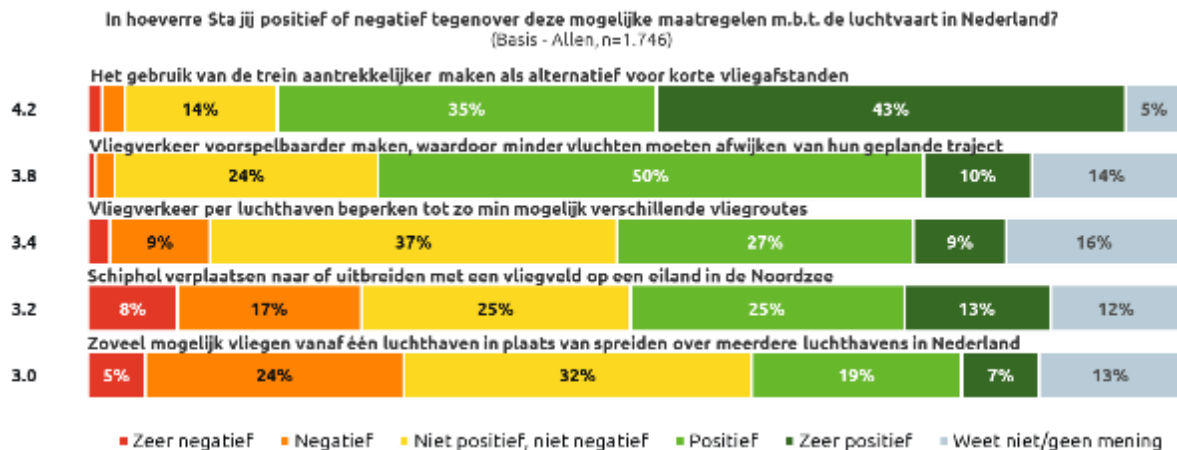 In hoeverre Sta jij positief of negatief tegenover deze mogelijke maatregelen m.b.t. de luchtvaart in Nederland?
(Basis - Allen, n=1.746)
Het gebruik van de trein aantrekkelijker maken als alternatief voor korte vliegafstanden
4.2 14% 35% 43% 5%
Vliegverkeer voorspelbaarder maken, waardoor minder vluchten moeten afwijken van hun geplande traject
3.8 24% 50% 10% 14%
Vliegverkeer per luchthaven beperken tot zo min mogelijk verschillende vliegroutes
3.4 9% 37% 27% 9% 16%
Schiphol verplaatsen naar of uitbreiden met een vliegveld op een eiland in de Noordzee
3.2 8% 17% 25% 25% 13% 12%
Zoveel mogelijk vliegen vanaf één luchthaven in plaats van spreiden over meerdere luchthavens in Nederland
3.0 5% 24% 32% 19% 7% 13%
Zeer negatief Negatief Niet positief, niet negatief Positief Zeer positief Weet niet/geen mening